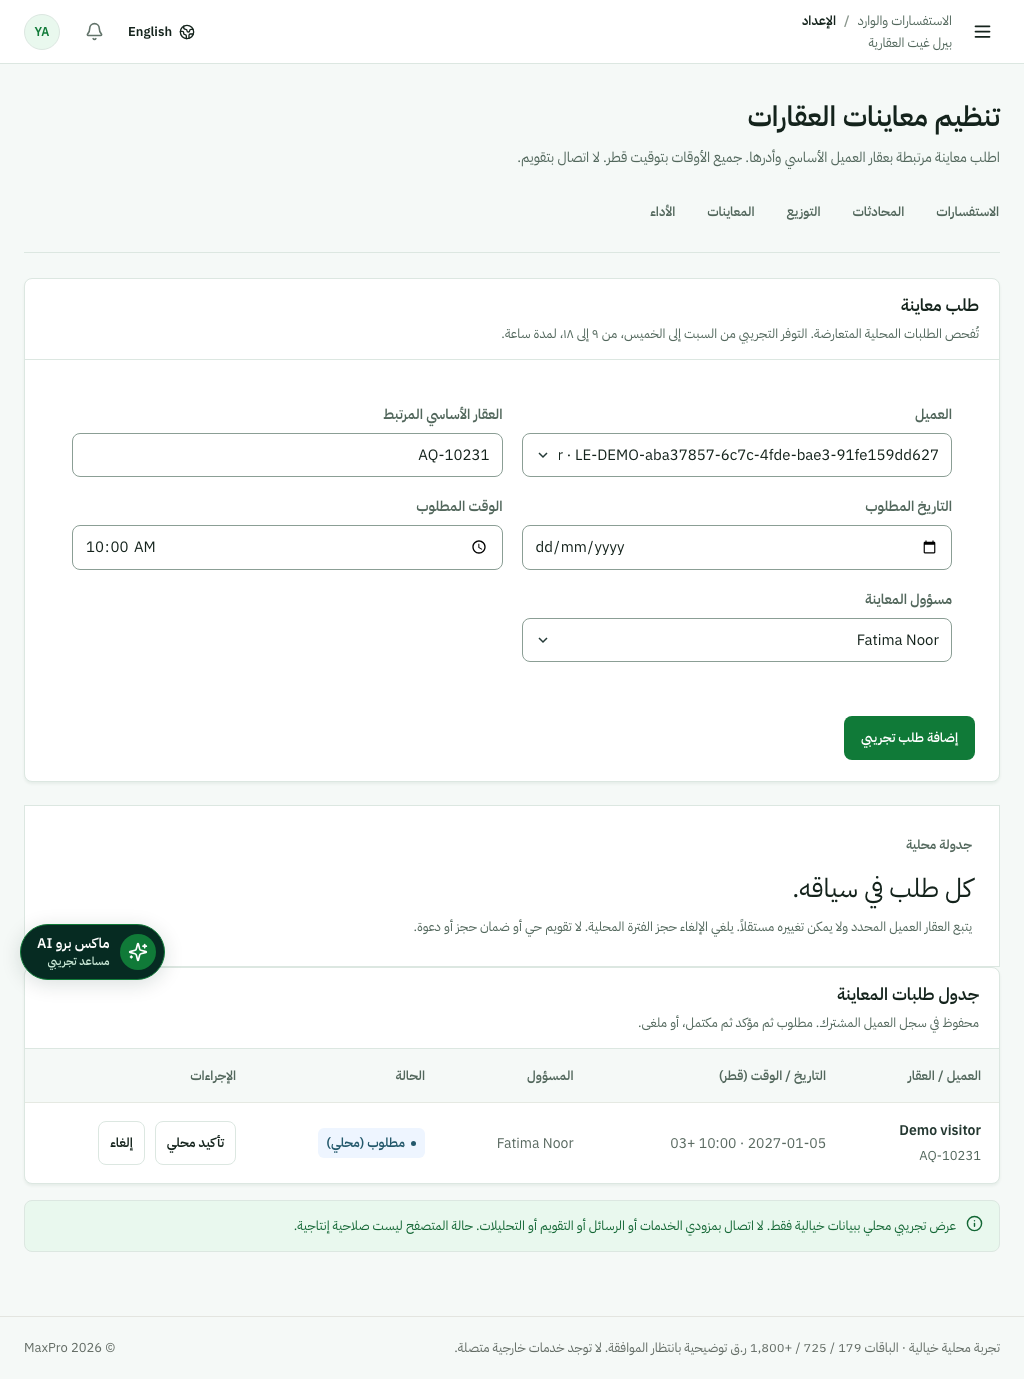 الاستفسارات والوارد / الإعداد
بيرل غيت العقارية
English
YA
تنظيم معاينات العقارات
اطلب معاينة مرتبطة بعقار العميل الأساسي وأدرها. جميع الأوقات بتوقيت قطر. لا اتصال بتقويم.
الاستفسارات
المحادثات
التوزيع
المعاينات
الأداء
طلب معاينة
تُفحص الطلبات المحلية المتعارضة. التوفر التجريبي من السبت إلى الخميس، من ٩ إلى ١٨، لمدة ساعة.
العميل
العقار الأساسي المرتبط
r · LE-DEMO-aba37857-6c7c-4fde-bae3-91fe159dd627
AQ-10231
التاريخ المطلوب
الوقت المطلوب
dd/mm/yyyy
10:00 AM
مسؤول المعاينة
Fatima Noor
إضافة طلب تجريبي
جدولة محلية
كل طلب في سياقه.
يتبع العقار العميل المحدد ولا يمكن تغييره مستقلاً. يلغي الإلغاء حجز الفترة المحلية. لا تقويم حي أو ضمان حجز أو دعوة.
ماكس برو AI
مساعد تجريبي
جدول طلبات المعاينة
محفوظ في سجل العميل المشترك. مطلوب ثم مؤكد ثم مكتمل، أو ملغى.
العميل / العقار
التاريخ / الوقت (قطر)
المسؤول
الحالة
الإجراءات
Demo visitor
AQ-10231
2027-01-05 · 10:00 +03
Fatima Noor
مطلوب (محلي)
تأكيد محلي
إلغاء
عرض تجريبي محلي ببيانات خيالية فقط. لا اتصال بمزودي الخدمات أو الرسائل أو التقويم أو التحليلات. حالة المتصفح ليست صلاحية إنتاجية.
تجربة محلية خيالية · الباقات 179 / 725 / +1,800 ر.ق توضيحية بانتظار الموافقة. لا توجد خدمات خارجية متصلة.
© 2026 MaxPro